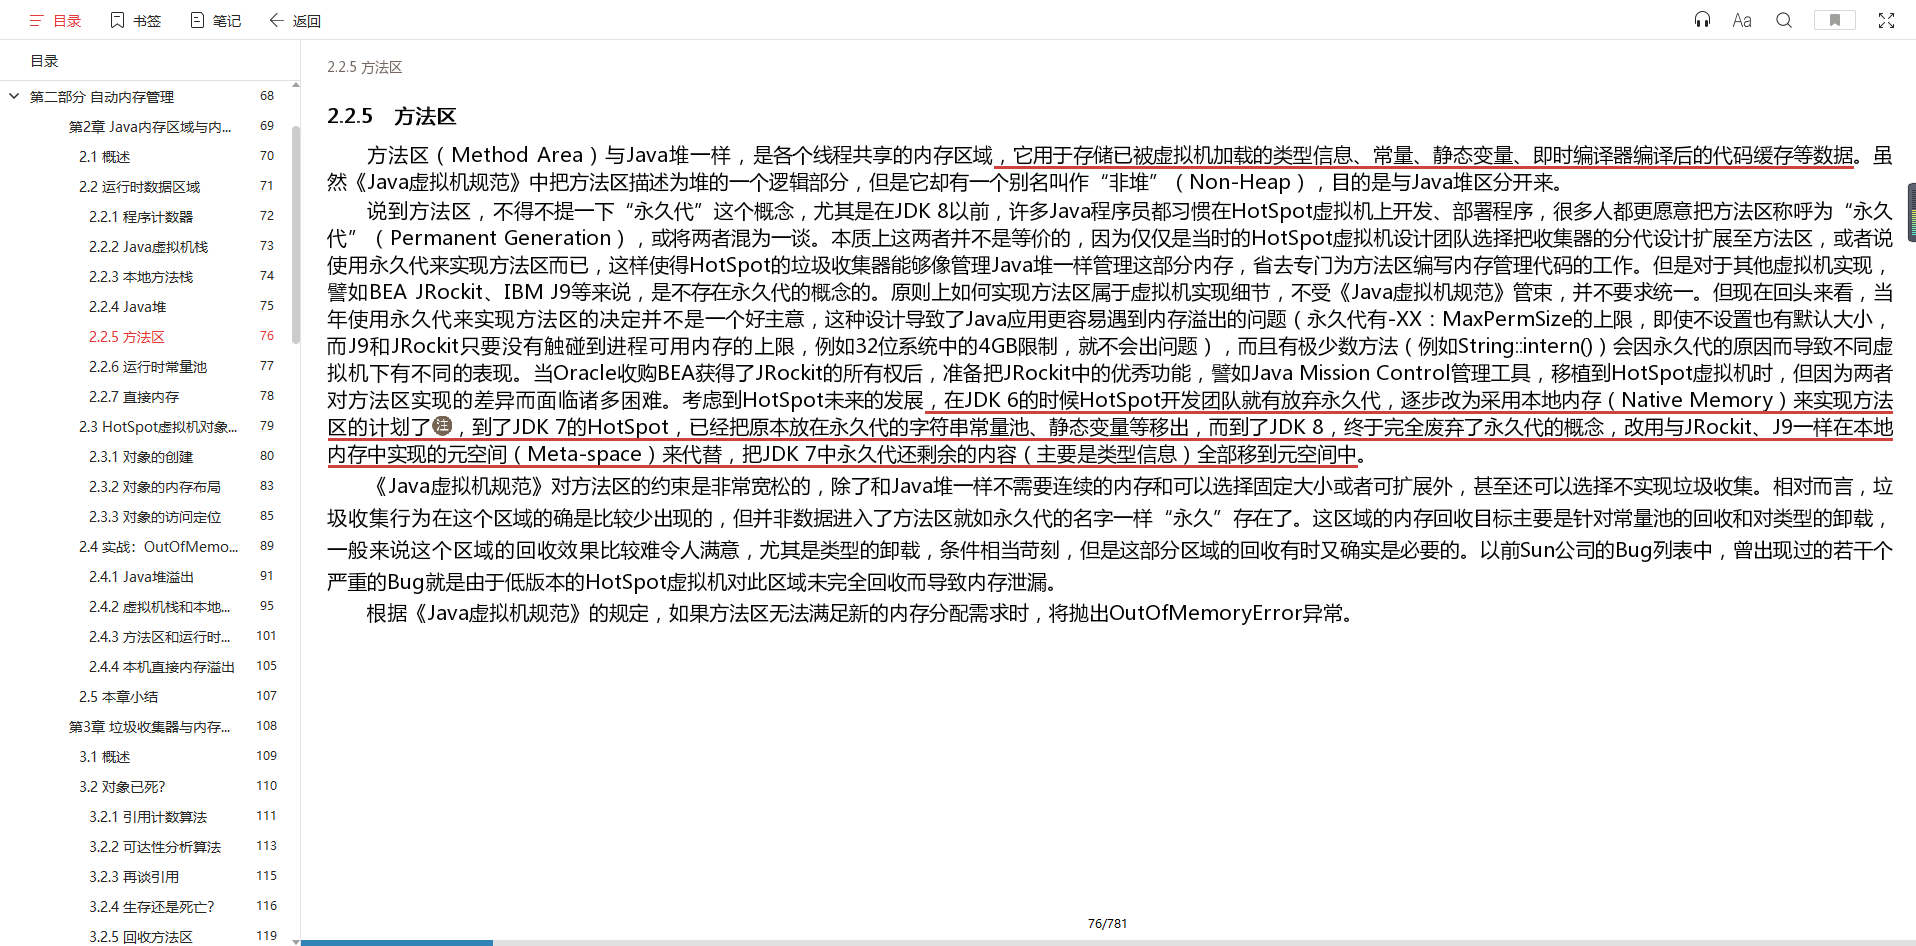 目录 书签 笔记 返回 Aa
目录
第二部分 自动内存管理 68
第2章 Java内存区域与内... 69
2.1 概述 70
2.2 运行时数据区域 71
2.2.1 程序计数器 72
2.2.2 Java虚拟机栈 73
2.2.3 本地方法栈 74
2.2.4 Java堆 75
2.2.5 方法区 76
2.2.6 运行时常量池 77
2.2.7 直接内存 78
2.3 HotSpot虚拟机对象... 79
2.3.1 对象的创建 80
2.3.2 对象的内存布局 83
2.3.3 对象的访问定位 85
2.4 实战：OutOfMemo... 89
2.4.1 Java堆溢出 91
2.4.2 虚拟机栈和本地... 95
2.4.3 方法区和运行时... 101
2.4.4 本机直接内存溢出 105
2.5 本章小结 107
第3章 垃圾收集器与内存... 108
3.1 概述 109
3.2 对象已死？ 110
3.2.1 引用计数算法 111
3.2.2 可达性分析算法 113
3.2.3 再谈引用 115
3.2.4 生存还是死亡？ 116
3.2.5 回收方法区 119
2.2.5 方法区
2.2.5 方法区
方法区（Method Area）与Java堆一样，是各个线程共享的内存区域，它用于存储已被虚拟机加载的类型信息、常量、静态变量、即时编译器编译后的代码缓存等数据。虽
然《Java虚拟机规范》中把方法区描述为堆的一个逻辑部分，但是它却有一个别名叫作“非堆”（Non-Heap），目的是与Java堆区分开来。
说到方法区，不得不提一下“永久代”这个概念，尤其是在JDK 8以前，许多Java程序员都习惯在HotSpot虚拟机上开发、部署程序，很多人都更愿意把方法区称呼为“永久
代”（Permanent Generation），或将两者混为一谈。本质上这两者并不是等价的，因为仅仅是当时的HotSpot虚拟机设计团队选择把收集器的分代设计扩展至方法区，或者说
使用永久代来实现方法区而已，这样使得HotSpot的垃圾收集器能够像管理Java堆一样管理这部分内存，省去专门为方法区编写内存管理代码的工作。但是对于其他虚拟机实现，
譬如BEA JRockit、IBM J9等来说，是不存在永久代的概念的。原则上如何实现方法区属于虚拟机实现细节，不受《Java虚拟机规范》管束，并不要求统一。但现在回头来看，当
年使用永久代来实现方法区的决定并不是一个好主意，这种设计导致了Java应用更容易遇到内存溢出的问题（永久代有-XX：MaxPermSize的上限，即使不设置也有默认大小，
而J9和JRockit只要没有触碰到进程可用内存的上限，例如32位系统中的4GB限制，就不会出问题），而且有极少数方法（例如String::intern()）会因永久代的原因而导致不同虚
拟机下有不同的表现。当Oracle收购BEA获得了JRockit的所有权后，准备把JRockit中的优秀功能，譬如Java Mission Control管理工具，移植到HotSpot虚拟机时，但因为两者
对方法区实现的差异而面临诸多困难。考虑到HotSpot未来的发展，在JDK 6的时候HotSpot开发团队就有放弃永久代，逐步改为采用本地内存（Native Memory）来实现方法
区的计划了注，到了JDK 7的HotSpot，已经把原本放在永久代的字符串常量池、静态变量等移出，而到了JDK 8，终于完全废弃了永久代的概念，改用与JRockit、J9一样在本地
内存中实现的元空间（Meta-space）来代替，把JDK 7中永久代还剩余的内容（主要是类型信息）全部移到元空间中。
《Java虚拟机规范》对方法区的约束是非常宽松的，除了和Java堆一样不需要连续的内存和可以选择固定大小或者可扩展外，甚至还可以选择不实现垃圾收集。相对而言，垃
圾收集行为在这个区域的确是比较少出现的，但并非数据进入了方法区就如永久代的名字一样“永久”存在了。这区域的内存回收目标主要是针对常量池的回收和对类型的卸载，
一般来说这个区域的回收效果比较难令人满意，尤其是类型的卸载，条件相当苛刻，但是这部分区域的回收有时又确实是必要的。以前Sun公司的Bug列表中，曾出现过的若干个
严重的Bug就是由于低版本的HotSpot虚拟机对此区域未完全回收而导致内存泄漏。
根据《Java虚拟机规范》的规定，如果方法区无法满足新的内存分配需求时，将抛出OutOfMemoryError异常。
76/781